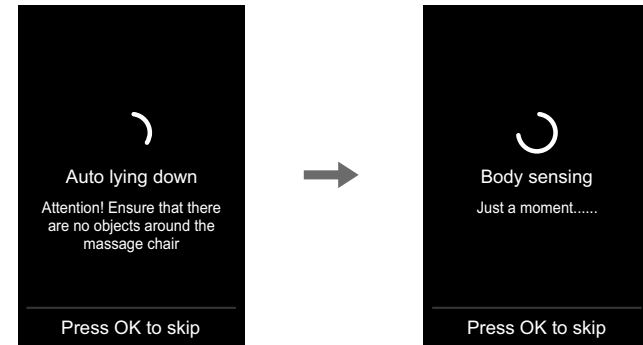 Auto lying down
Attention! Ensure that there
are no objects around the
massage chair
Press OK to skip
Body sensing
Just a moment......
Press OK to skip